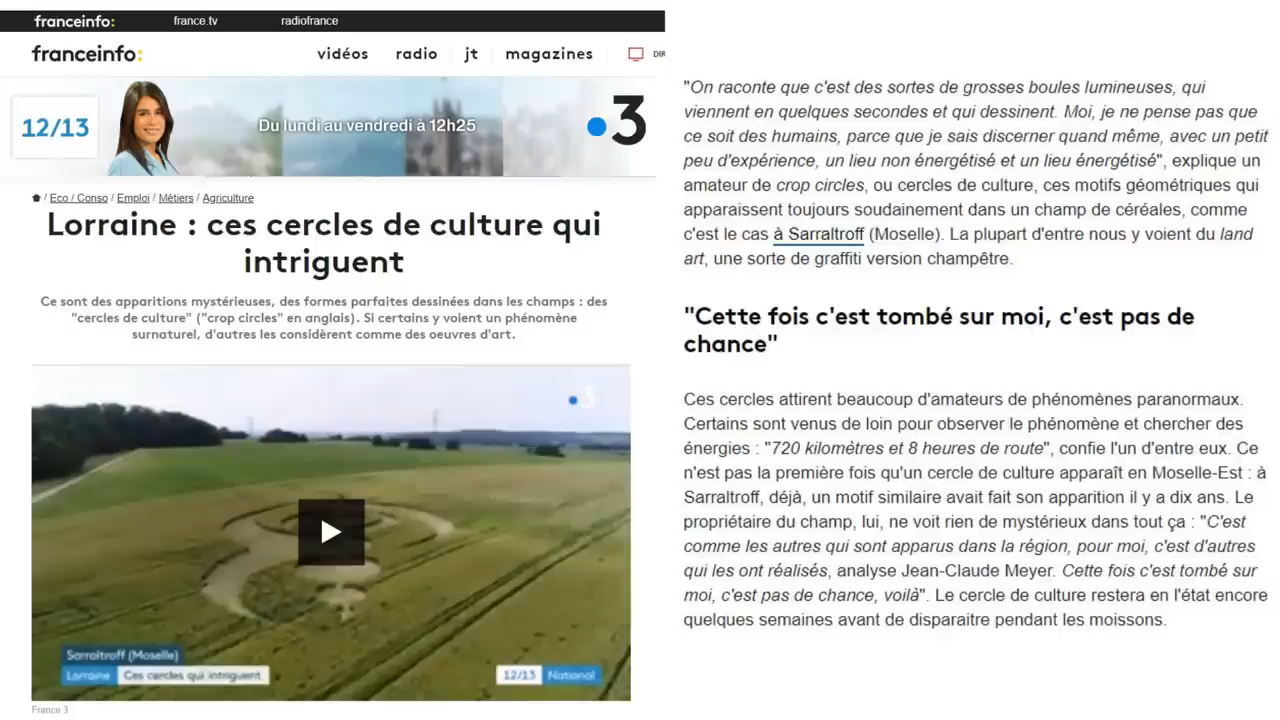 franceinfo: france.tv radiofrance
franceinfo: vidéos radio jt magazines DIR
12/13 Du lundi au vendredi à 12h25 3
/ Eco / Conso / Emploi / Métiers / Agriculture
Lorraine : ces cercles de culture qui
intriguent
Ce sont des apparitions mystérieuses, des formes parfaites dessinées dans les champs : des
"cercles de culture" ("crop circles" en anglais). Si certains y voient un phénomène
surnaturel, d'autres les considèrent comme des oeuvres d'art.
3
Sarraltroff (Moselle)
Lorraine Ces cercles qui intriguent 12/13 National
France 3
"On raconte que c'est des sortes de grosses boules lumineuses, qui
viennent en quelques secondes et qui dessinent. Moi, je ne pense pas que
ce soit des humains, parce que je sais discerner quand même, avec un petit
peu d'expérience, un lieu non énergétisé et un lieu énergétisé", explique un
amateur de crop circles, ou cercles de culture, ces motifs géométriques qui
apparaissent toujours soudainement dans un champ de céréales, comme
c'est le cas à Sarraltroff (Moselle). La plupart d'entre nous y voient du land
art, une sorte de graffiti version champêtre.
"Cette fois c'est tombé sur moi, c'est pas de
chance"
Ces cercles attirent beaucoup d'amateurs de phénomènes paranormaux.
Certains sont venus de loin pour observer le phénomène et chercher des
énergies : "720 kilomètres et 8 heures de route", confie l'un d'entre eux. Ce
n'est pas la première fois qu'un cercle de culture apparaît en Moselle-Est : à
Sarraltroff, déjà, un motif similaire avait fait son apparition il y a dix ans. Le
propriétaire du champ, lui, ne voit rien de mystérieux dans tout ça : "C'est
comme les autres qui sont apparus dans la région, pour moi, c'est d'autres
qui les ont réalisés, analyse Jean-Claude Meyer. Cette fois c'est tombé sur
moi, c'est pas de chance, voilà". Le cercle de culture restera en l'état encore
quelques semaines avant de disparaitre pendant les moissons.